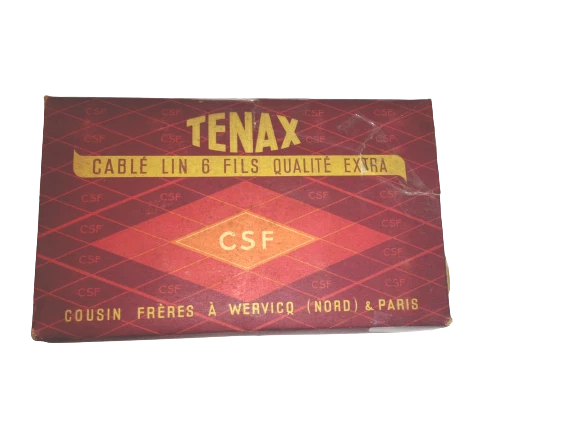 TENAX
CABLÉ LIN 6 FILS QUALITÉ EXTRA
CSF
COUSIN FRÈRES À WERVICQ (NORD) & PARIS